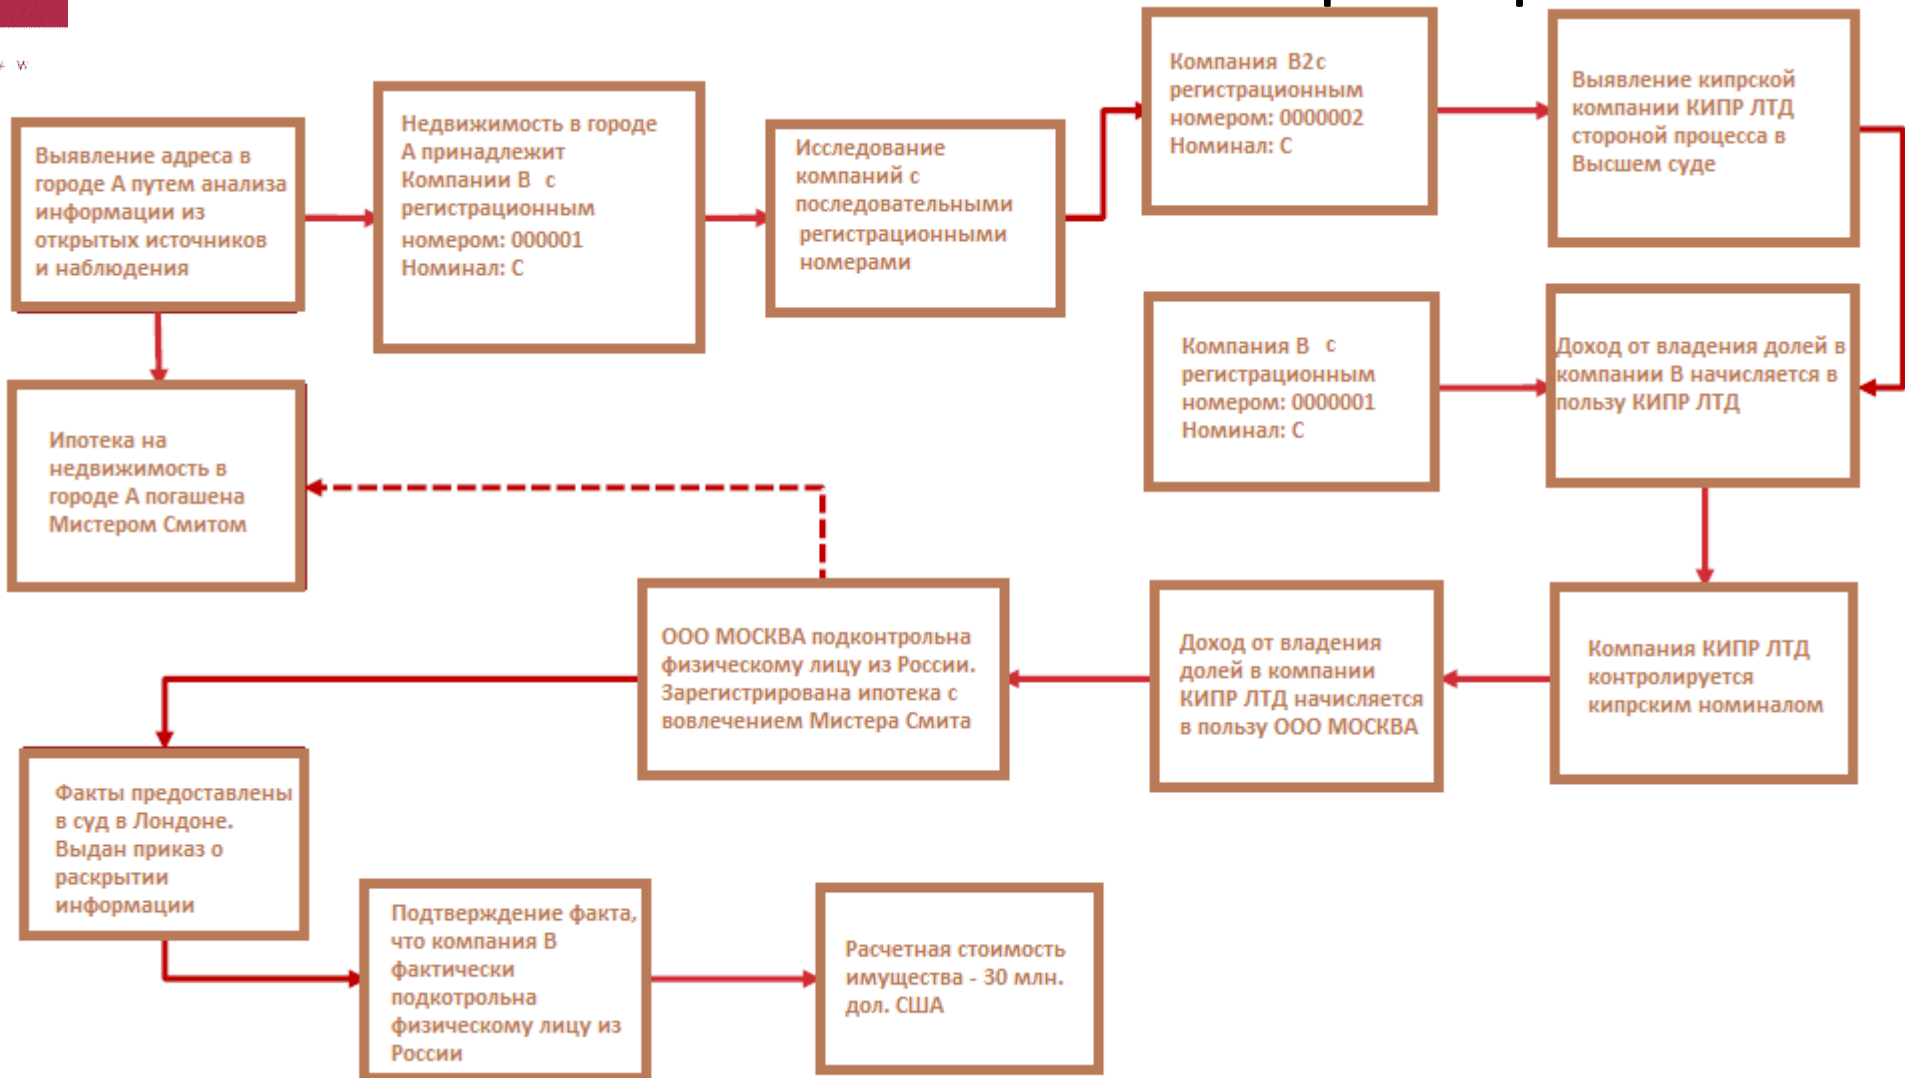 Выявление адреса в
городе А путем анализа
информации из
открытых источников
и наблюдения
Недвижимость в городе
А принадлежит
Компании В с
регистрационным
номером: 000001
Номинал: С
Исследование
компаний с
последовательными
регистрационными
номерами
Компания В2с
регистрационным
номером: 0000002
Номинал: С
Выявление кипрской
компании КИПР ЛТД
стороной процесса в
Высшем суде
Компания В с
регистрационным
номером: 0000001
Номинал: С
Доход от владения долей в
компании В начисляется в
пользу КИПР ЛТД
Ипотека на
недвижимость в
городе А погашена
Мистером Смитом
ООО МОСКВА подконтрольна
физическому лицу из России.
Зарегистрирована ипотека с
вовлечением Мистера Смита
Доход от владения
долей в компании
КИПР ЛТД начисляется
в пользу ООО МОСКВА
Компания КИПР ЛТД
контролируется
кипрским номиналом
Факты предоставлены
в суд в Лондоне.
Выдан приказ о
раскрытии
информации
Подтверждение факта,
что компания В
фактически
подкотрольна
физическому лицу из
России
Расчетная стоимость
имущества - 30 млн.
дол. США